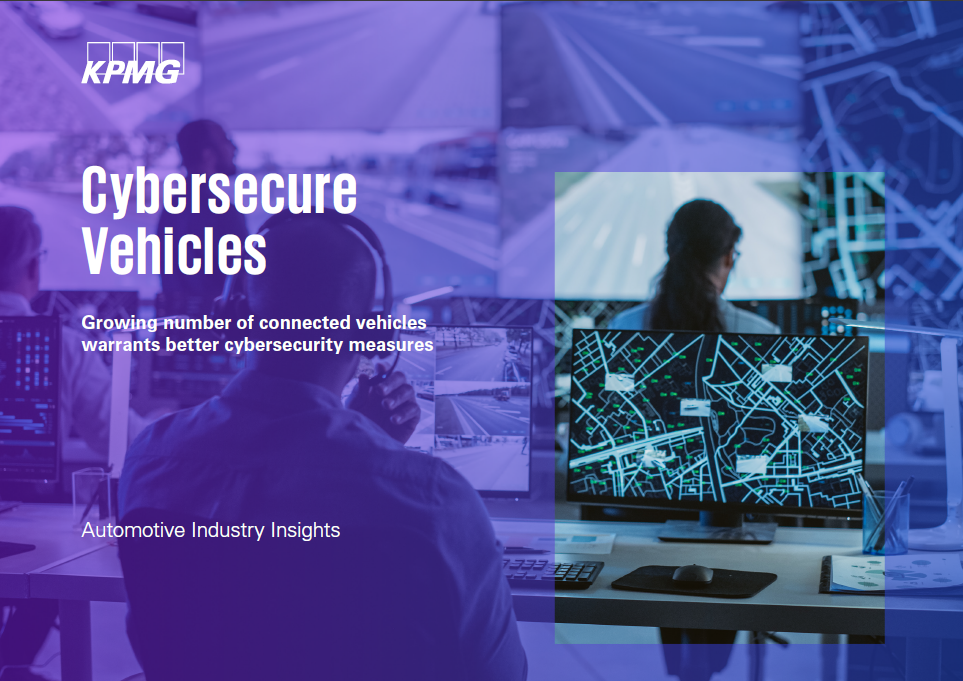 KPMG
Cybersecure
Vehicles
Growing number of connected vehicles
warrants better cybersecurity measures
Automotive Industry Insights